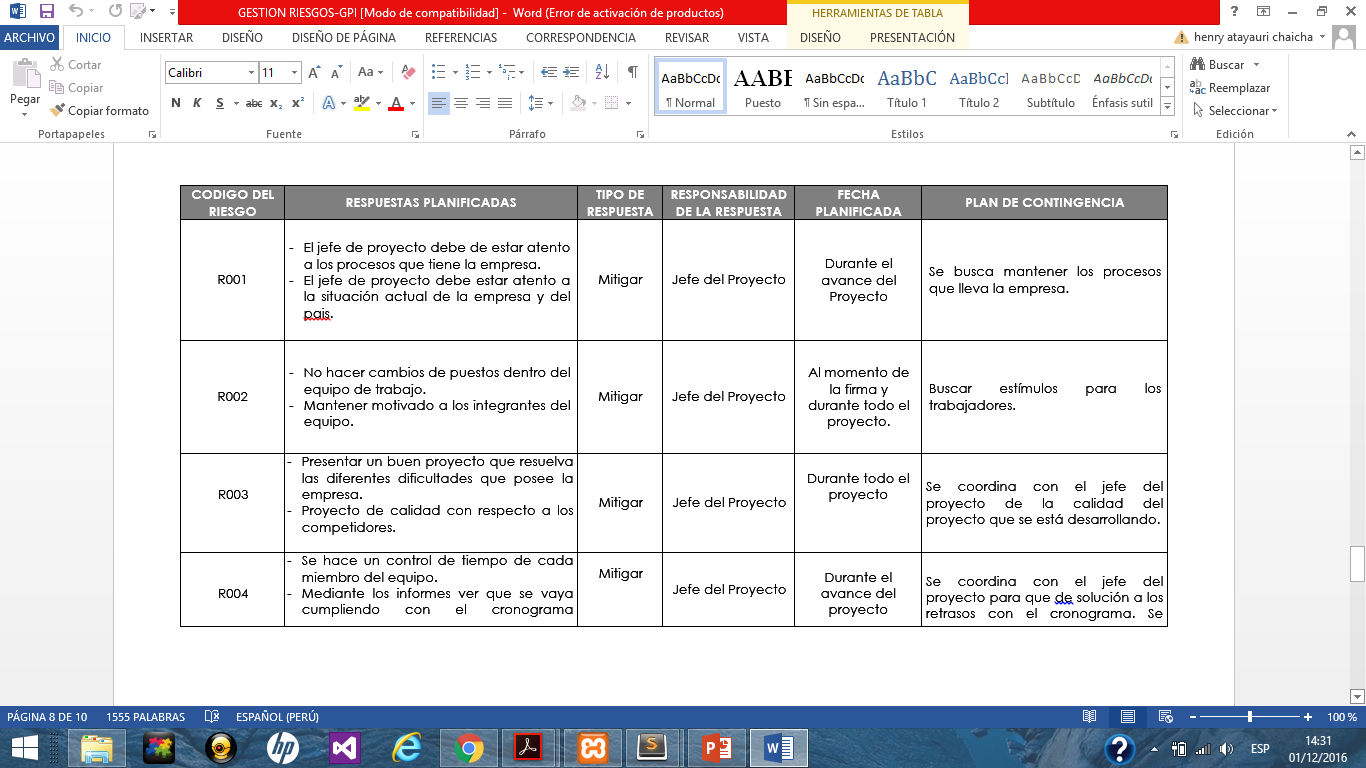 GESTION RIESGOS-GPI [Modo de compatibilidad] - Word (Error de activación de productos)
HERRAMIENTAS DE TABLA
?
ARCHIVO INICIO INSERTAR DISEÑO DISEÑO DE PÁGINA REFERENCIAS CORRESPONDENCIA REVISAR VISTA DISEÑO PRESENTACIÓN
henry atayauri chaicha
Pegar
Cortar
Copiar
Copiar formato
Portapapeles
Calibri 11
N K S abc x₂ x²
Fuente
Párrafo
AaBbCcDc AABE AaBbCcDc AaBbC AaBbCcI AaBbCcD AaBbCcDc
¶ Normal Puesto ¶ Sin espa... Título 1 Título 2 Subtítulo Énfasis sutil
Estilos
Buscar
Reemplazar
Seleccionar
Edición
CODIGO DEL
RIESGO
RESPUESTAS PLANIFICADAS
TIPO DE
RESPUESTA
RESPONSABILIDAD
DE LA RESPUESTA
FECHA
PLANIFICADA
PLAN DE CONTINGENCIA
R001
- El jefe de proyecto debe de estar atento
a los procesos que tiene la empresa.
- El jefe de proyecto debe estar atento a
la situación actual de la empresa y del
pais.
Mitigar
Jefe del Proyecto
Durante el
avance del
Proyecto
Se busca mantener los procesos
que lleva la empresa.
R002
- No hacer cambios de puestos dentro del
equipo de trabajo.
- Mantener motivado a los integrantes del
equipo.
Mitigar
Jefe del Proyecto
Al momento de
la firma y
durante todo el
proyecto.
Buscar estímulos para los
trabajadores.
R003
- Presentar un buen proyecto que resuelva
las diferentes dificultades que posee la
empresa.
- Proyecto de calidad con respecto a los
competidores.
Mitigar
Jefe del Proyecto
Durante todo el
proyecto
Se coordina con el jefe del
proyecto de la calidad del
proyecto que se está desarrollando.
R004
- Se hace un control de tiempo de cada
miembro del equipo.
- Mediante los informes ver que se vaya
cumpliendo con el cronograma
Mitigar
Jefe del Proyecto
Durante el
avance del
proyecto
Se coordina con el jefe del
proyecto para que de solución a los
retrasos con el cronograma. Se
PÁGINA 8 DE 10 1555 PALABRAS ESPAÑOL (PERÚ) 100 %
ESP
14:31
01/12/2016